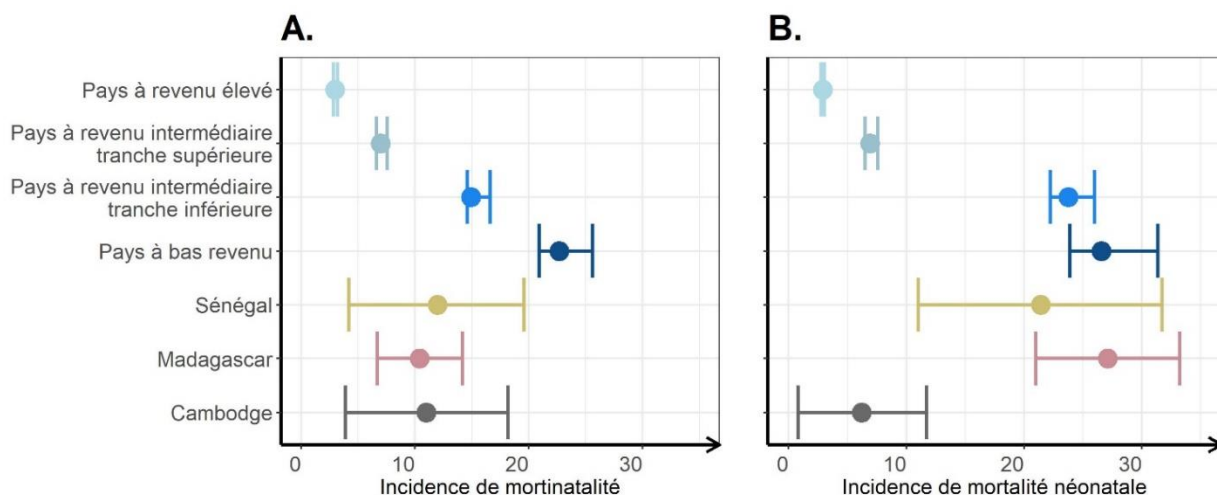 A.
B.
Pays à revenu élevé
Pays à revenu intermédiaire
tranche supérieure
Pays à revenu intermédiaire
tranche inférieure
Pays à bas revenu
Sénégal
Madagascar
Cambodge
0 10 20 30
0 10 20 30
Incidence de mortinatalité
Incidence de mortalité néonatale